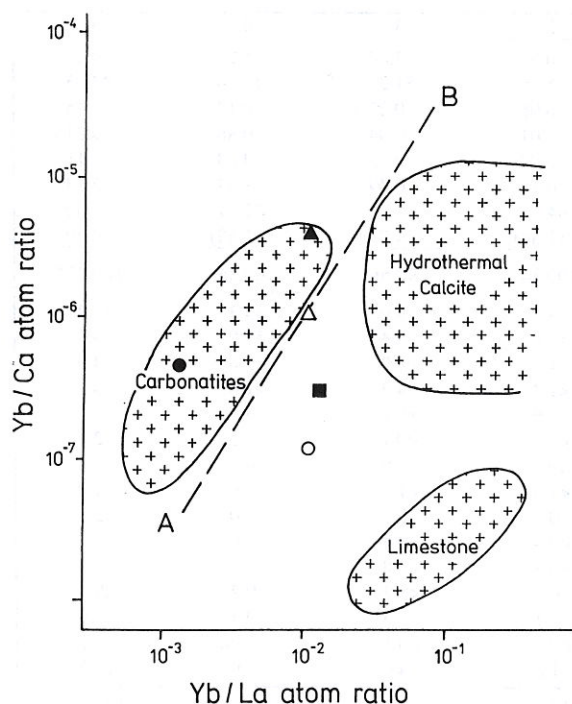 10⁻⁴
B
10⁻⁵
Hydrothermal
Calcite
Yb/Ca atom ratio
10⁻⁶
Carbonatites
10⁻⁷
A
Limestone
10⁻³
10⁻²
10⁻¹
Yb/La atom ratio